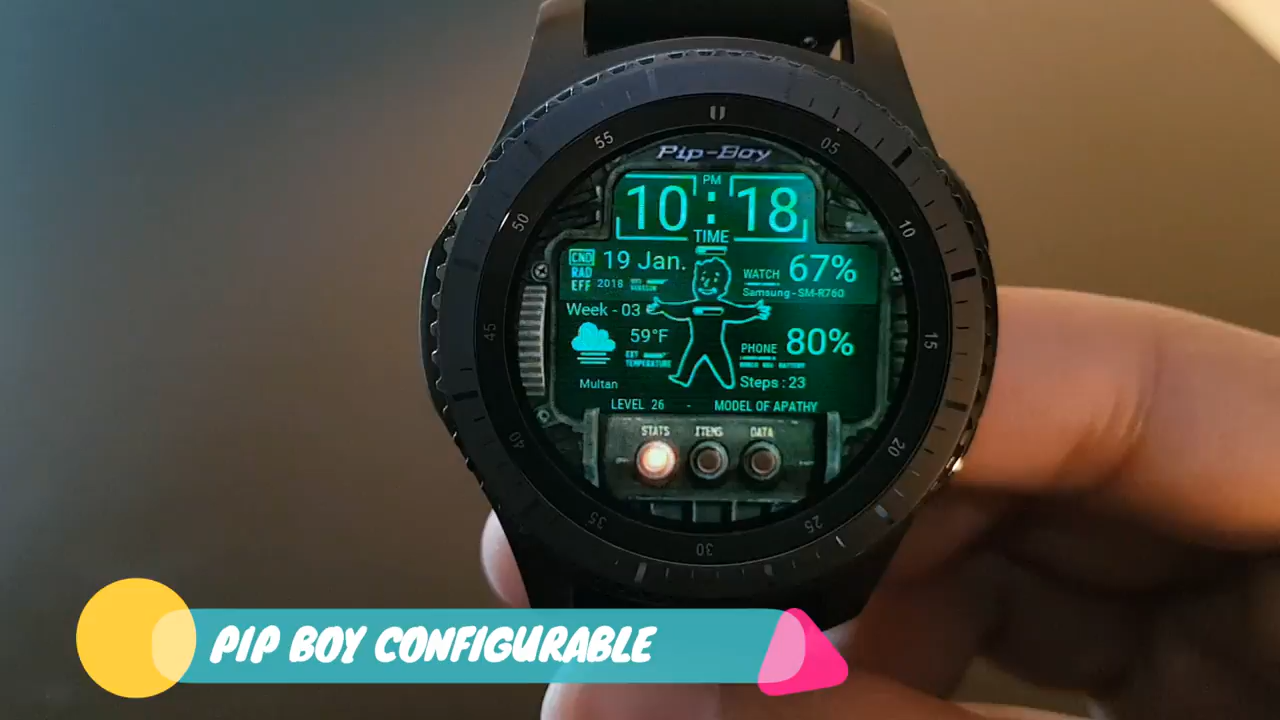 55
05
50
10
45
15
40
20
35
25
30
Pip-Boy
PM
10 : 18
TIME
CND
RAD
EFF
19 Jan.
2018
WATCH 67%
Samsung-SM-R760
Week - 03
59°F
EXT
TEMPERATURE
Multan
PHONE 80%
Steps : 23
LEVEL 26 - MODEL OF APATHY
STATS ITEMS DATA
PIP BOY CONFIGURABLE